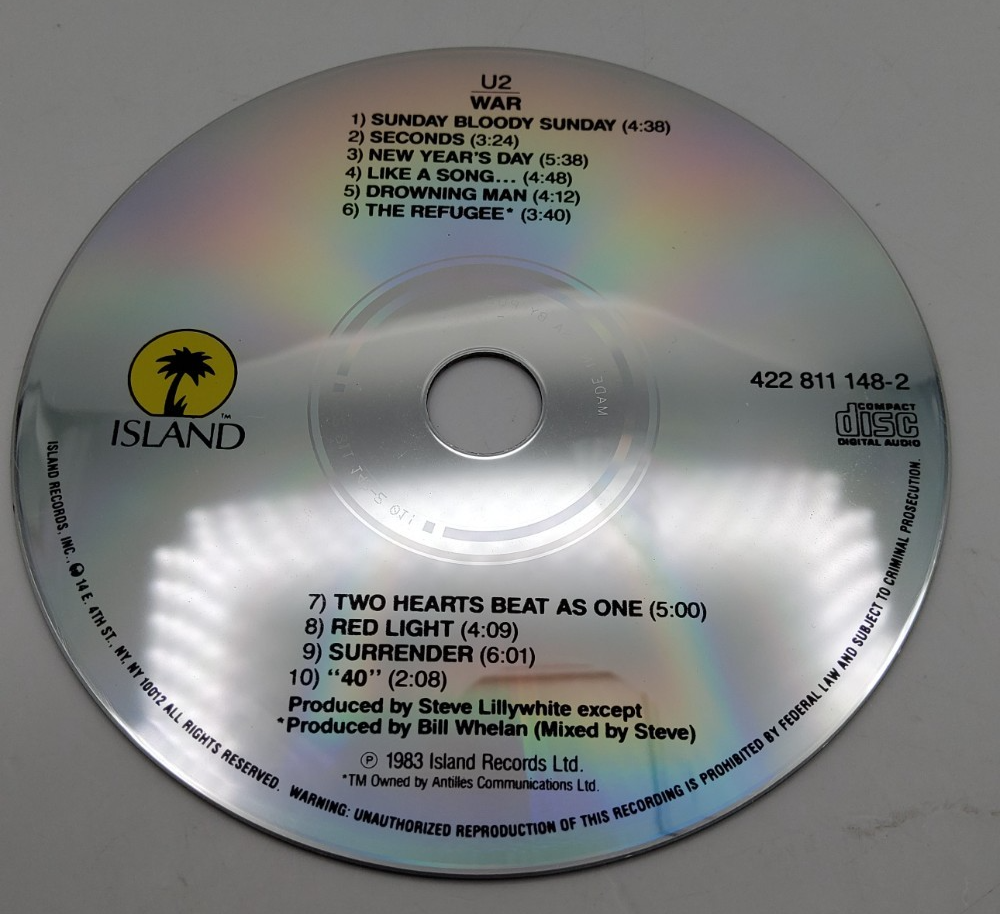 U2
WAR
1) SUNDAY BLOODY SUNDAY (4:38)
2) SECONDS (3:24)
3) NEW YEAR'S DAY (5:38)
4) LIKE A SONG... (4:48)
5) DROWNING MAN (4:12)
6) THE REFUGEE* (3:40)
™
ISLAND
422 811 148-2
COMPACT
disc
DIGITAL AUDIO
MADE
7) TWO HEARTS BEAT AS ONE (5:00)
8) RED LIGHT (4:09)
9) SURRENDER (6:01)
10) “40” (2:08)
Produced by Steve Lillywhite except
*Produced by Bill Whelan (Mixed by Steve)
℗ 1983 Island Records Ltd.
*TM Owned by Antilles Communications Ltd.
ISLAND RECORDS, INC., 14 E. 4TH ST., NY, NY 10012 ALL RIGHTS RESERVED. WARNING: UNAUTHORIZED REPRODUCTION OF THIS RECORDING IS PROHIBITED BY FEDERAL LAW AND SUBJECT TO CRIMINAL PROSECUTION.